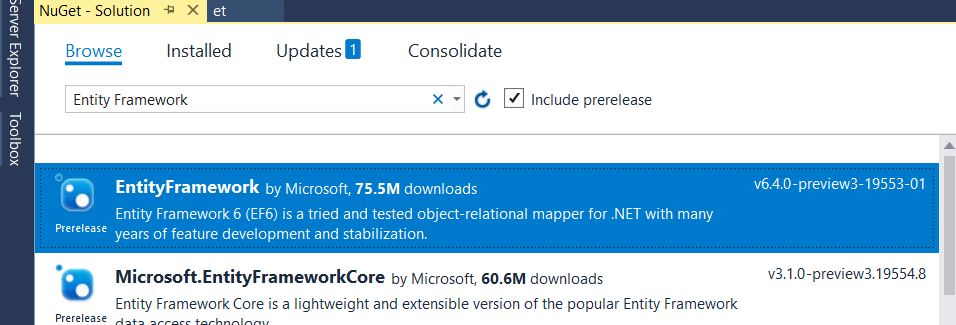 Server Explorer
Toolbox
NuGet - Solution
et
Browse Installed Updates 1 Consolidate
Entity Framework
Include prerelease
EntityFramework by Microsoft, 75.5M downloads v6.4.0-preview3-19553-01
Entity Framework 6 (EF6) is a tried and tested object-relational mapper for .NET with many
Prerelease
years of feature development and stabilization.
Microsoft.EntityFrameworkCore by Microsoft, 60.6M downloads v3.1.0-preview3.19554.8
Entity Framework Core is a lightweight and extensible version of the popular Entity Framework
Prerelease
data access technology.